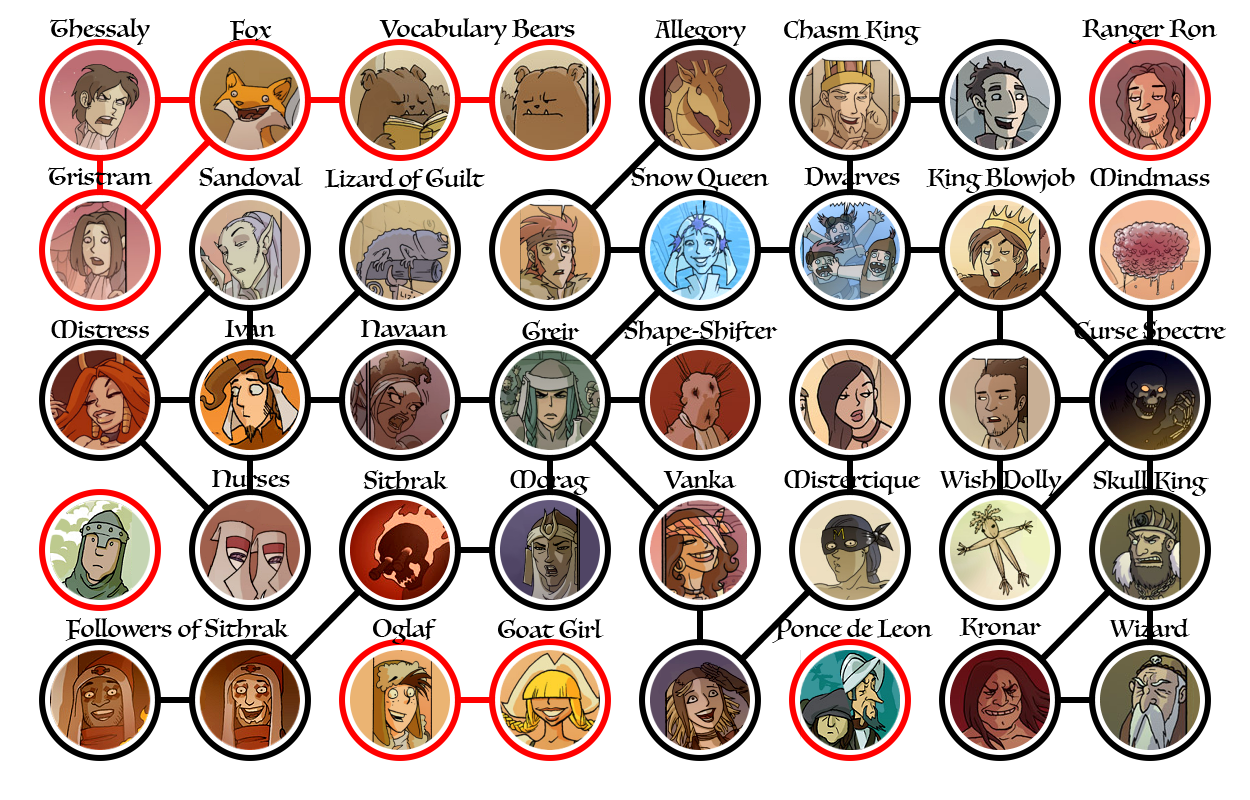 Thessaly
Fox
Vocabulary Bears
Allegory
Chasm King
Ranger Ron
Tristram
Sandoval
Lizard of Guilt
Snow Queen
Dwarves
King Blowjob
Mindmass
Mistress
Ivan
Navaan
Greir
Shape-Shifter
Curse Spectre
Nurses
Sithrak
Morag
Vanka
Mistertique
Wish Dolly
Skull King
Followers of Sithrak
Oglaf
Goat Girl
Ponce de Leon
Kronar
Wizard